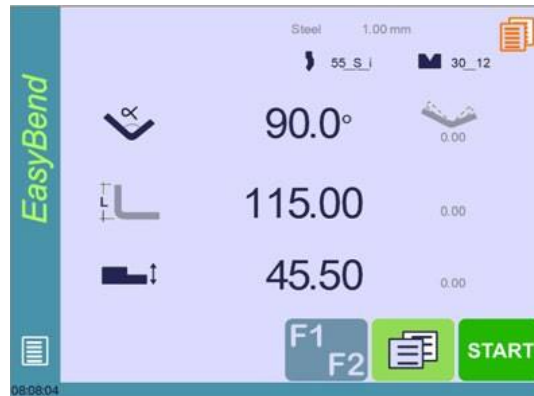 Steel 1.00 mm
55_S_i 30__12
EasyBend
α 90.0° 0.00
L 115.00 0.00
45.50 0.00
F1 F2 START
08:08:04